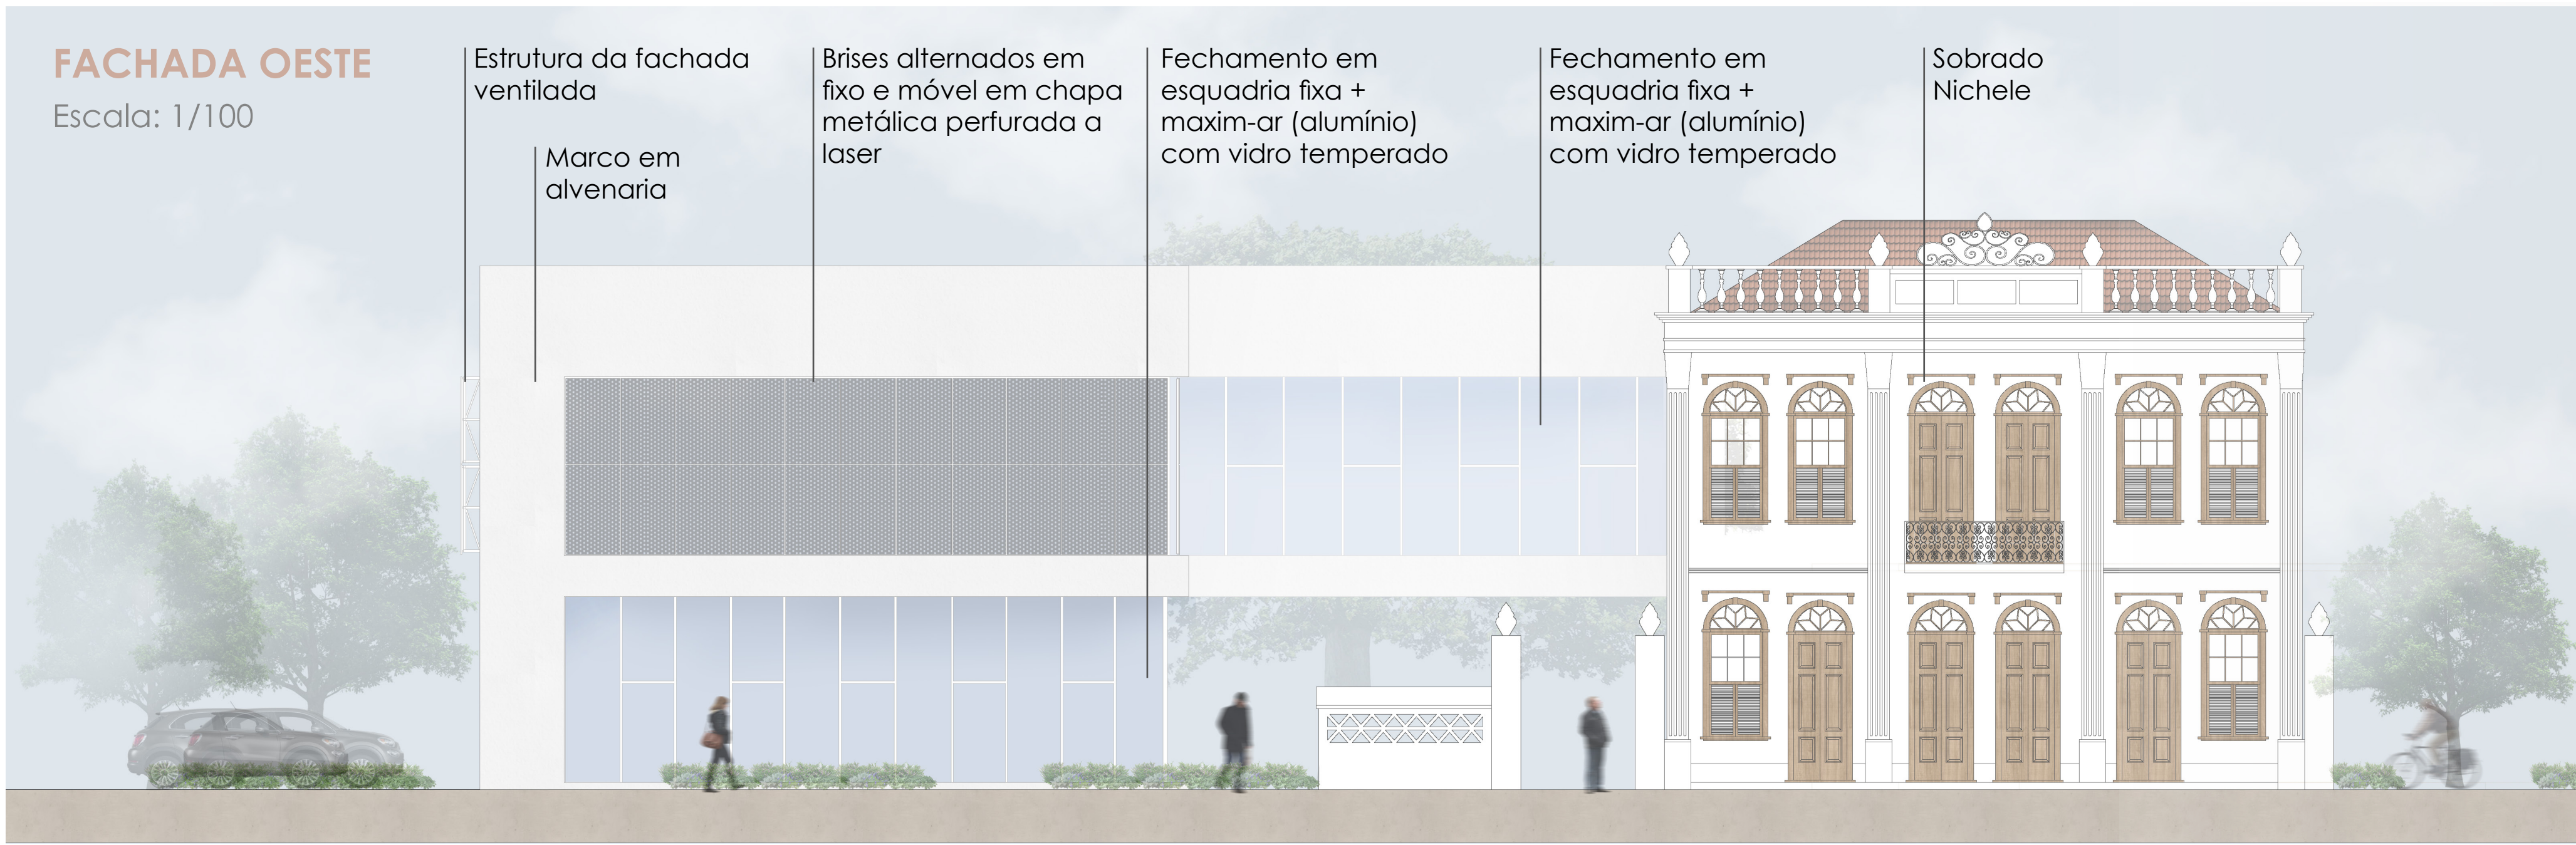 FACHADA OESTE
Escala: 1/100
Estrutura da fachada
ventilada
Marco em
alvenaria
Brises alternados em
fixo e móvel em chapa
metálica perfurada a
laser
Fechamento em
esquadria fixa +
maxim-ar (alumínio)
com vidro temperado
Fechamento em
esquadria fixa +
maxim-ar (alumínio)
com vidro temperado
Sobrado
Nichele